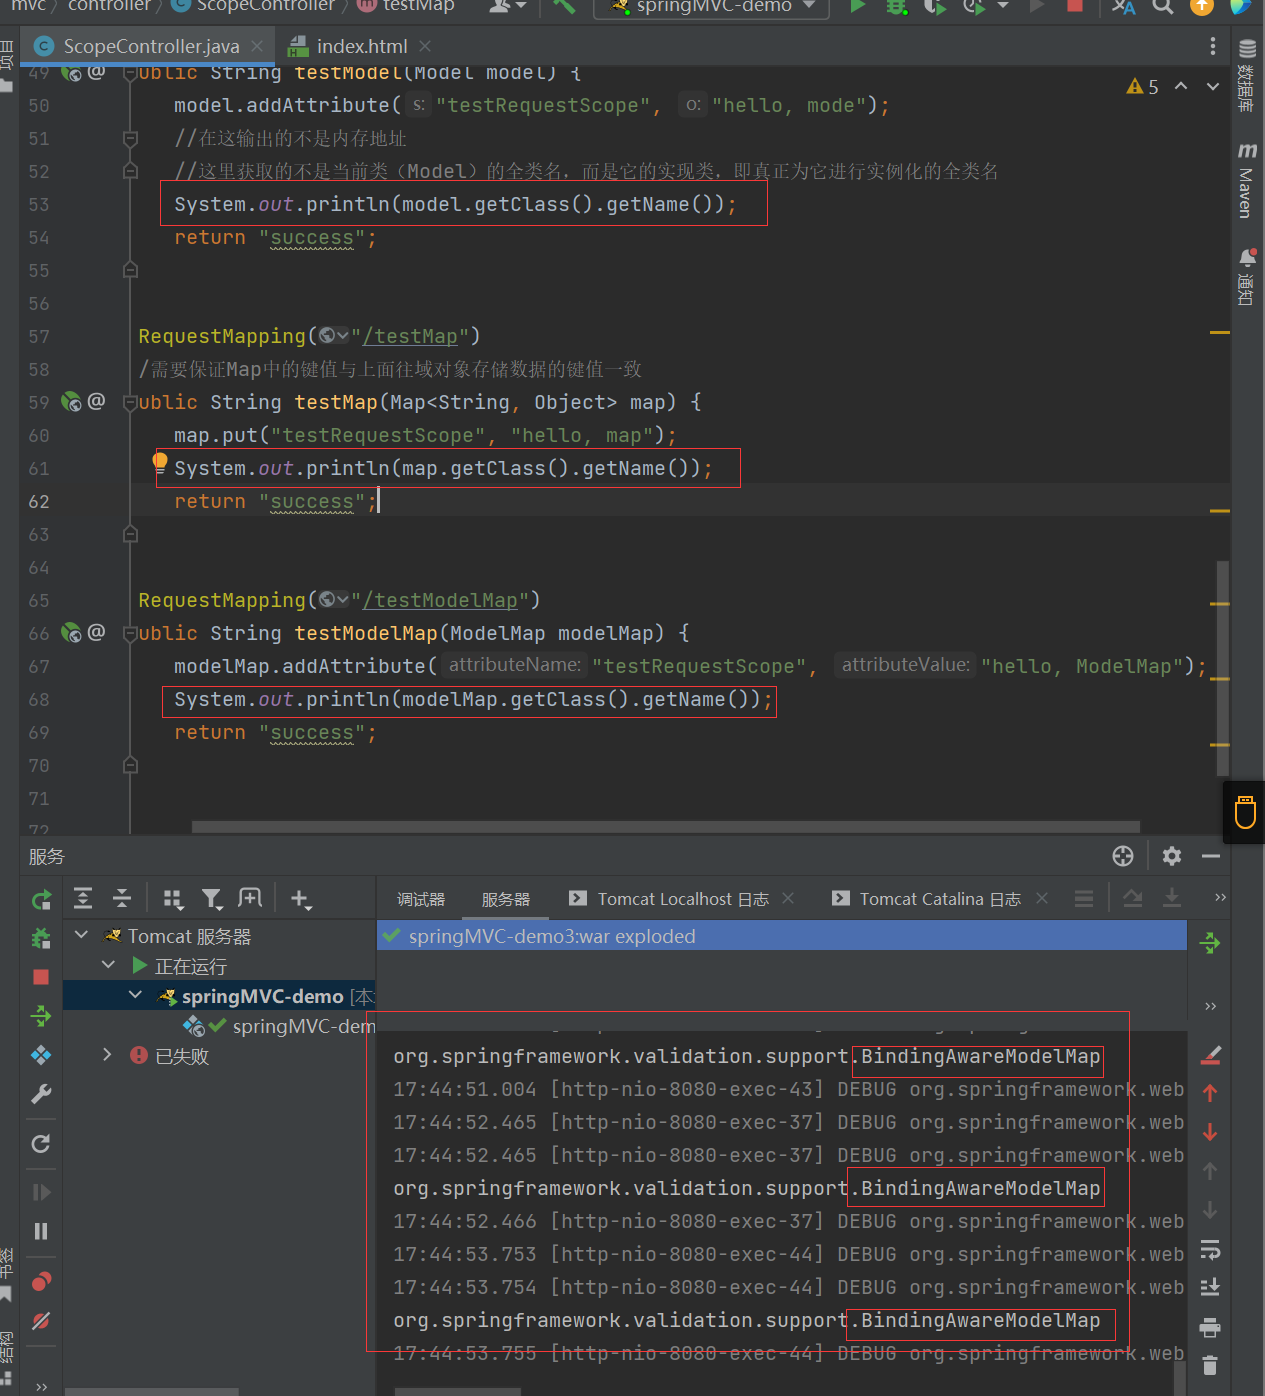 mvc 〉 controller 〉 ScopeController 〉 testMap springMVC-demo
ScopeController.java index.html
49 ublic String testModel(Model model) {
50 model.addAttribute( s: "testRequestScope", o: "hello, mode");
5
51 //在这输出的不是内存地址
52 //这里获取的不是当前类（Model）的全类名，而是它的实现类，即真正为它进行实例化的全类名
53 System.out.println(model.getClass().getName());
54 return "success";
55
56
57 RequestMapping("/testMap")
58 /需要保证Map中的键值与上面往域对象存储数据的键值一致
59 ublic String testMap(Map<String, Object> map) {
60 map.put("testRequestScope", "hello, map");
61 System.out.println(map.getClass().getName());
62 return "success";
63
64
65 RequestMapping("/testModelMap")
66 ublic String testModelMap(ModelMap modelMap) {
67 modelMap.addAttribute( attributeName: "testRequestScope", attributeValue: "hello, ModelMap");
68 System.out.println(modelMap.getClass().getName());
69 return "success";
70
71
72
项目
数据库
Maven
通知
服务
调试器 服务器 Tomcat Localhost 日志 Tomcat Catalina 日志
Tomcat 服务器
正在运行
springMVC-demo [本
springMVC-dem
已失败
springMVC-demo3:war exploded
org.springframework.validation.support.BindingAwareModelMap
17:44:51.004 [http-nio-8080-exec-43] DEBUG org.springframework.web
17:44:52.465 [http-nio-8080-exec-37] DEBUG org.springframework.web
17:44:52.465 [http-nio-8080-exec-37] DEBUG org.springframework.web
org.springframework.validation.support.BindingAwareModelMap
17:44:52.466 [http-nio-8080-exec-37] DEBUG org.springframework.web
17:44:53.753 [http-nio-8080-exec-44] DEBUG org.springframework.web
17:44:53.754 [http-nio-8080-exec-44] DEBUG org.springframework.web
org.springframework.validation.support.BindingAwareModelMap
17:44:53.755 [http-nio-8080-exec-44] DEBUG org.springframework.web
书签
结构